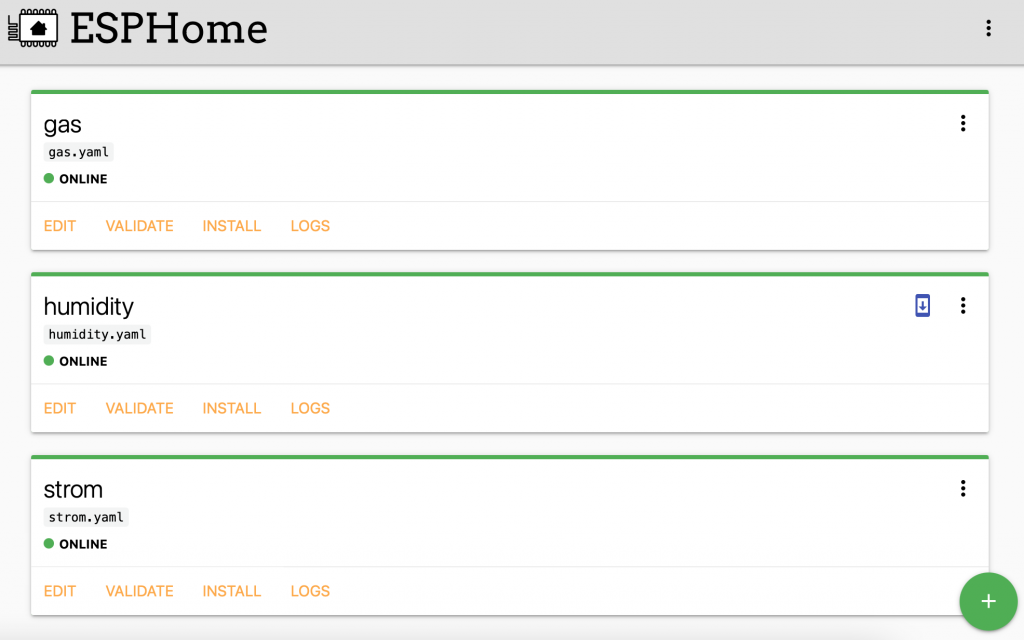 ESPHome
gas
gas.yaml
ONLINE
EDIT VALIDATE INSTALL LOGS
humidity
humidity.yaml
ONLINE
EDIT VALIDATE INSTALL LOGS
strom
strom.yaml
ONLINE
EDIT VALIDATE INSTALL LOGS